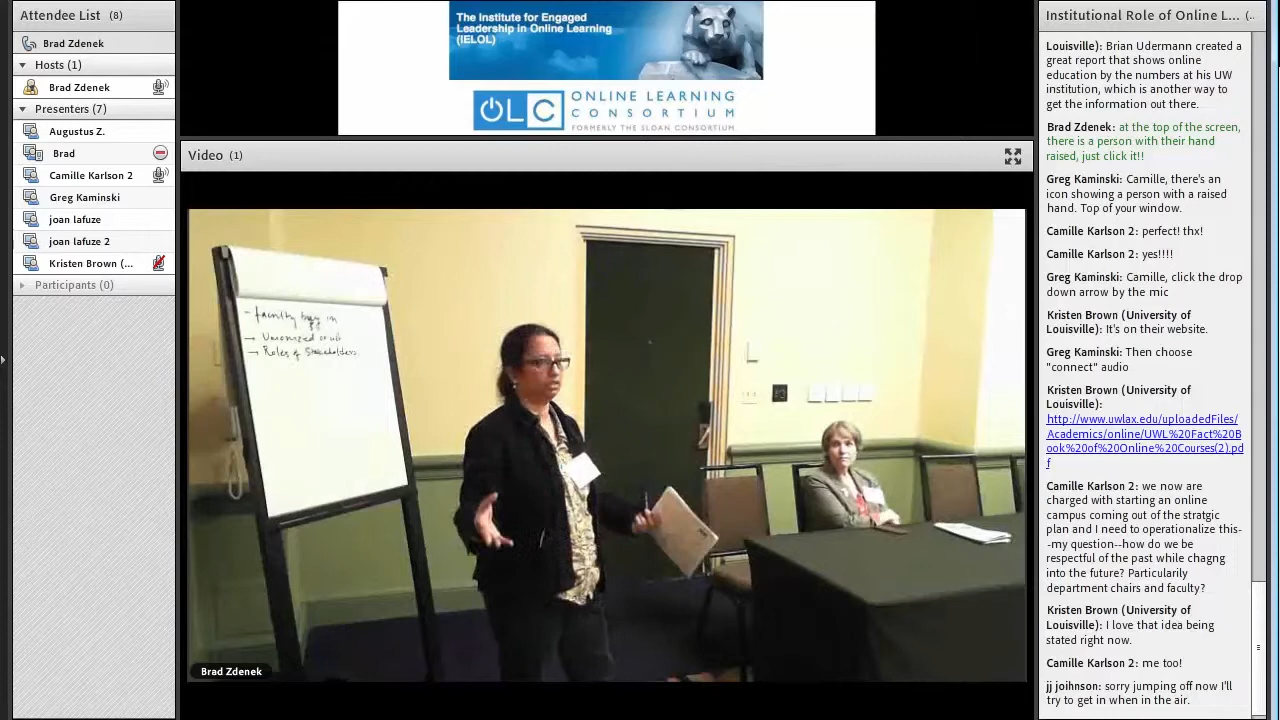 Attendee List (8)
Brad Zdenek
Hosts (1)
Brad Zdenek
Presenters (7)
Augustus Z.
Brad
Camille Karlson 2
Greg Kaminski
joan lafuze
joan lafuze 2
Kristen Brown (...
Participants (0)
The Institute for Engaged
Leadership in Online Learning
(IELOL)
OLC
ONLINE LEARNING
CONSORTIUM
FORMERLY THE SLOAN CONSORTIUM
Video (1)
- faculty buy in
→ Unionized or
→ Roles of Stakeholders
Brad Zdenek
Institutional Role of Online L... (..
Louisville): Brian Udermann created a
great report that shows online
education by the numbers at his UW
institution, which is another way to
get the information out there.
Brad Zdenek: at the top of the screen,
there is a person with their hand
raised, just click it!!
Greg Kaminski: Camille, there's an
icon showing a person with a raised
hand. Top of your window.
Camille Karlson 2: perfect! thx!
Camille Karlson 2: yes!!!!
Greg Kaminski: Camille, click the drop
down arrow by the mic
Kristen Brown (University of
Louisville): It's on their website.
Greg Kaminski: Then choose
"connect" audio
Kristen Brown (University of
Louisville):
http://www.uwlax.edu/uploadedFiles/
Academics/online/UWL%20Fact%20B
ook%20of%20Online%20Courses(2).pd
f
Camille Karlson 2: we now are
charged with starting an online
campus coming out of the stratgic
plan and I need to operationalize this-
-my question--how do we be
respectful of the past while chagng
into the future? Particularily
department chairs and faculty?
Kristen Brown (University of
Louisville): I love that idea being
stated right now.
Camille Karlson 2: me too!
jj joihnson: sorry jumping off now I'll
try to get in when in the air.